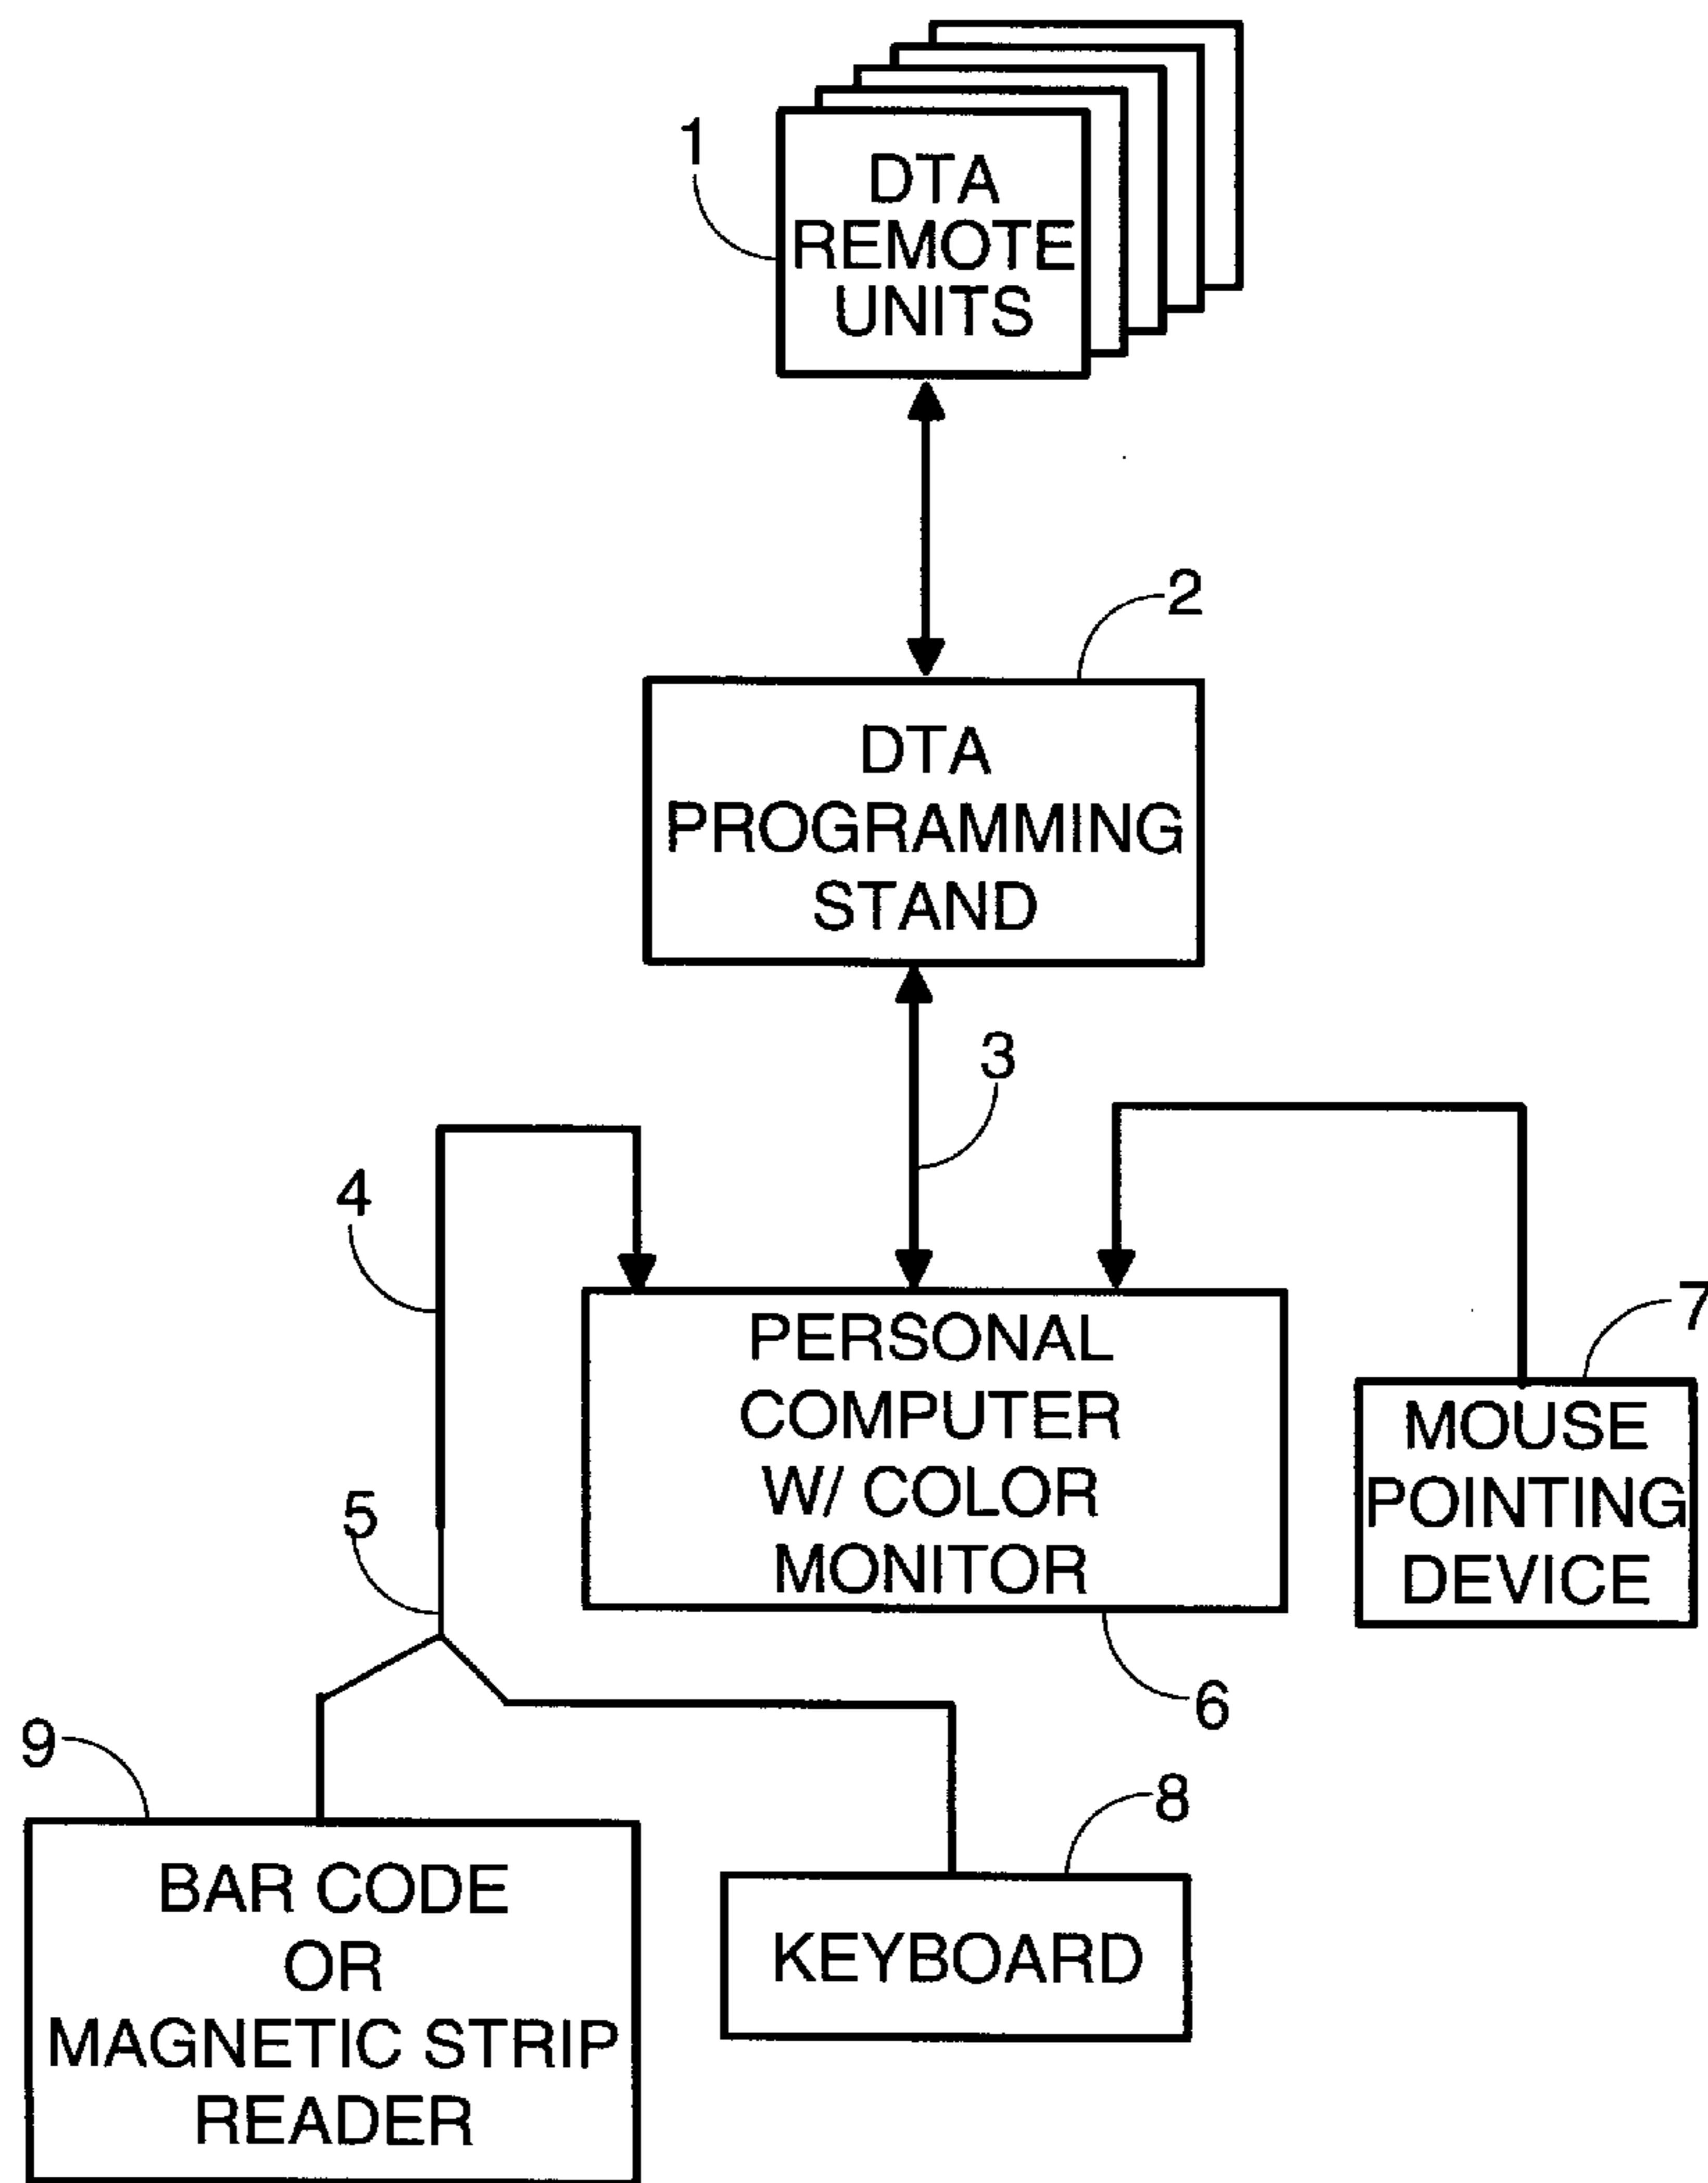 1
DTA
REMOTE
UNITS
2
DTA
PROGRAMMING
STAND
3
4
PERSONAL
COMPUTER
W/ COLOR
MONITOR
7
MOUSE
POINTING
DEVICE
5
6
9
BAR CODE
OR
MAGNETIC STRIP
READER
8
KEYBOARD